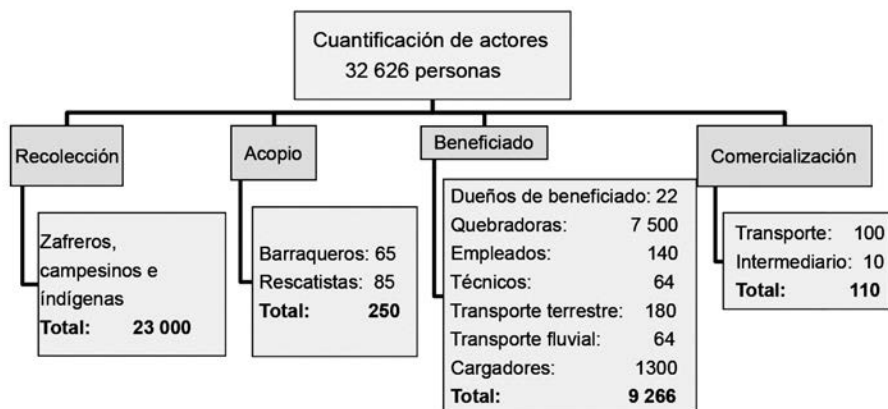 Cuantificación de actores
32 626 personas
Recolección
Zafreros,
campesinos e
índígenas
Total: 23 000
Acopio
Barraqueros: 65
Rescatistas: 85
Total: 250
Beneficiado
Dueños de beneficiado: 22
Quebradoras: 7 500
Empleados: 140
Técnicos: 64
Transporte terrestre: 180
Transporte fluvial: 64
Cargadores: 1300
Total: 9 266
Comercialización
Transporte: 100
Intermediario: 10
Total: 110